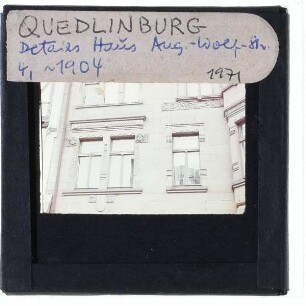 QUEDLINBURG
Details Haus Aug.-Wolf-Str.
4, ~1904
1971